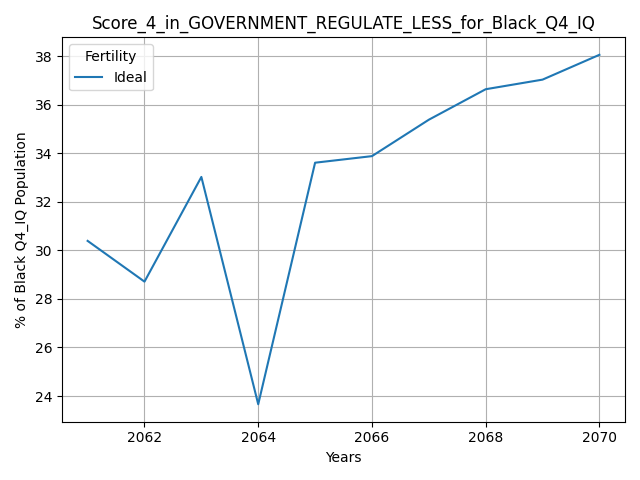 Score_4_in_GOVERNMENT_REGULATE_LESS_for_Black_Q4_IQ
Fertility
Ideal
% of Black Q4_IQ Population
38
36
34
32
30
28
26
24
2062 2064 2066 2068 2070
Years